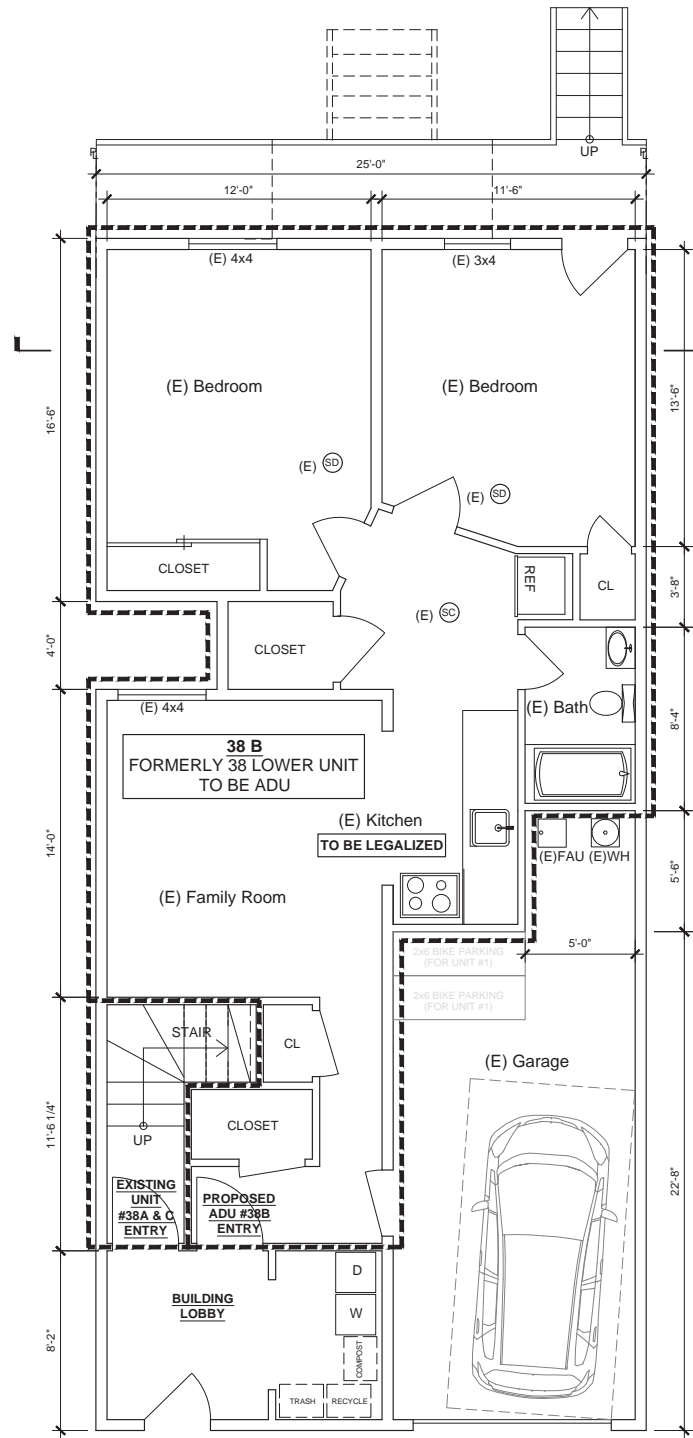 UP
25'-0"
12'-0"
11'-6"
(E) 4x4
(E) 3x4
16'-6"
13'-6"
(E) Bedroom
(E) Bedroom
(E) SD
(E) SD
CLOSET
REF
CL
3'-8"
(E) SC
4'-0"
CLOSET
(E) 4x4
(E) Bath
8'-4"
38 B
FORMERLY 38 LOWER UNIT
TO BE ADU
(E) Kitchen
TO BE LEGALIZED
14'-0"
(E)FAU (E)WH
5'-6"
(E) Family Room
5'-0"
2x6 BIKE PARKING
(FOR UNIT #1)
2x6 BIKE PARKING
(FOR UNIT #1)
STAIR
CL
(E) Garage
11'-6 1/4"
UP
CLOSET
22'-8"
EXISTING
UNIT
#38A & C
ENTRY
PROPOSED
ADU #38B
ENTRY
BUILDING
LOBBY
D
W
COMPOST
8'-2"
TRASH
RECYCLE